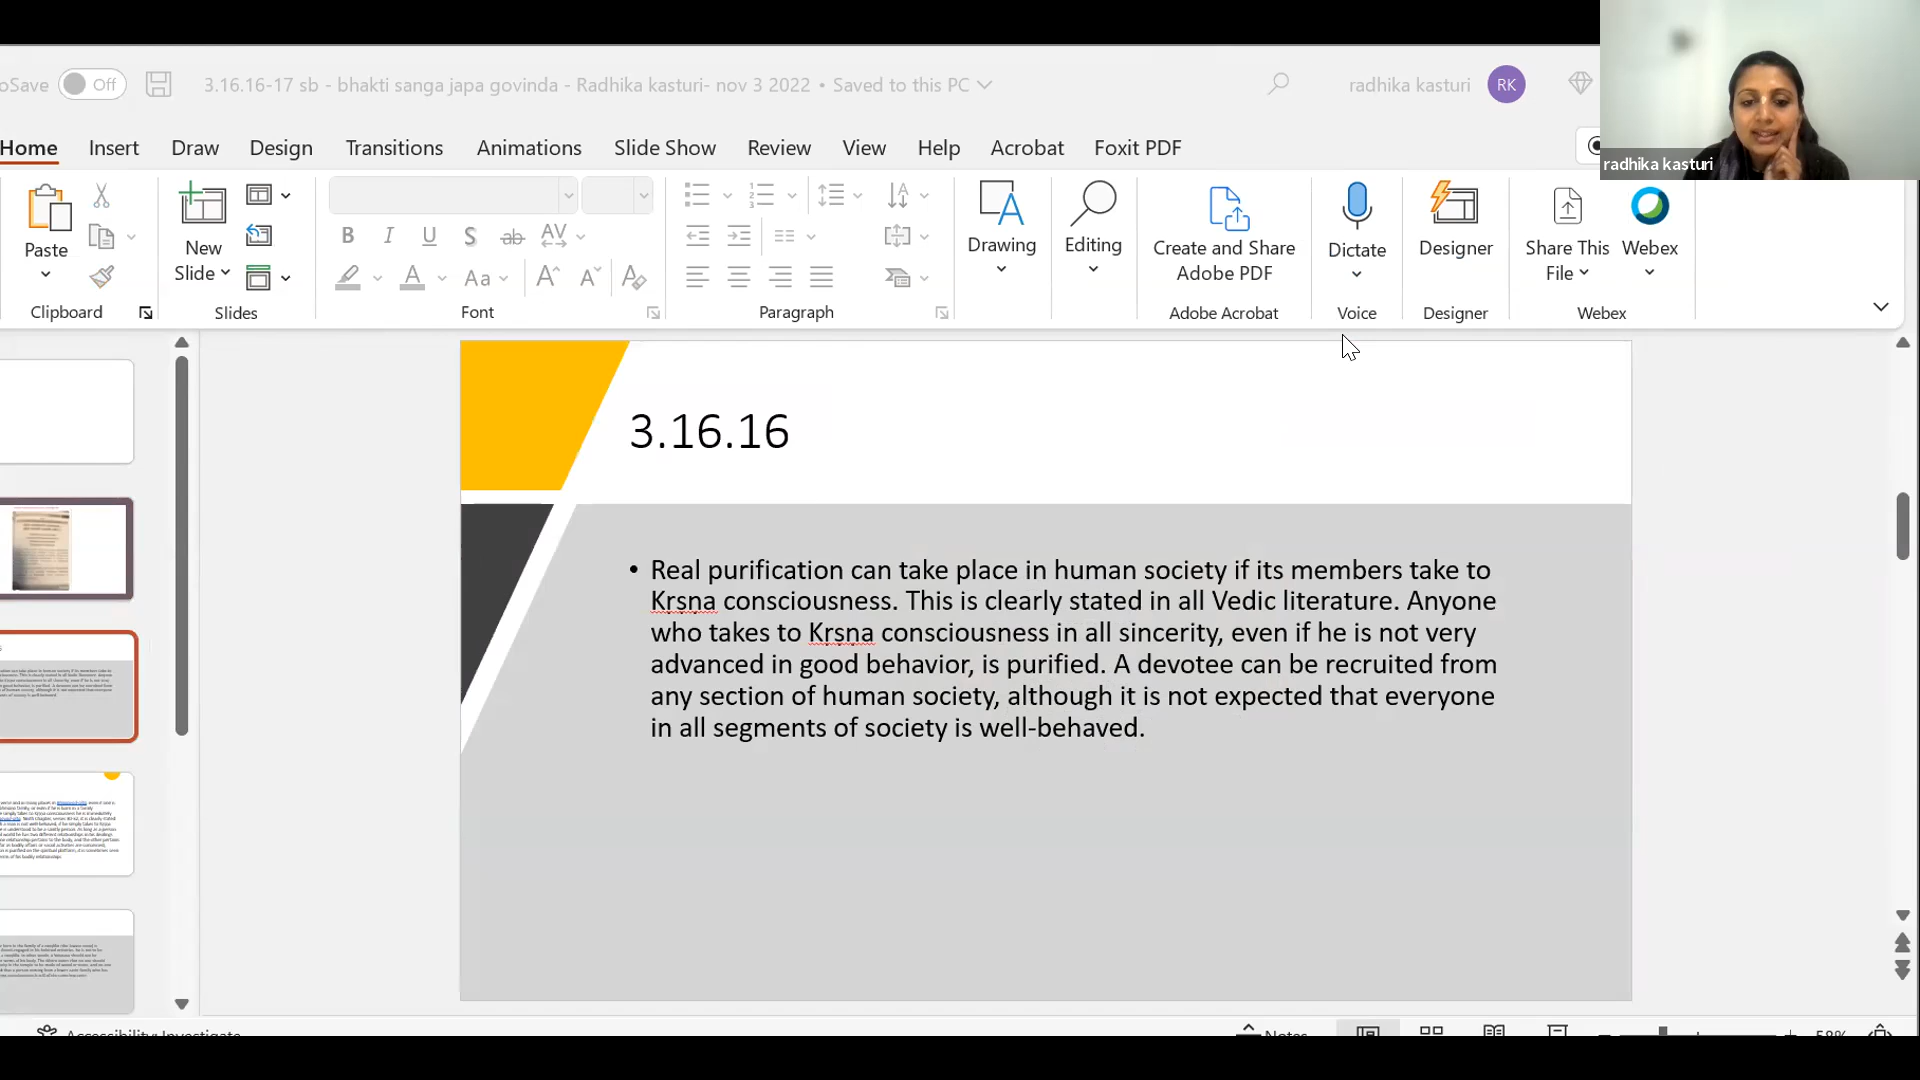 oSave Off 3.16.16-17 sb - bhakti sanga japa govinda - Radhika kasturi- nov 3 2022 • Saved to this PC radhika kasturi RK
Home Insert Draw Design Transitions Animations Slide Show Review View Help Acrobat Foxit PDF
radhika kasturi
Paste New Slide Drawing Editing Create and Share Adobe PDF Dictate Designer Share This File Webex
Clipboard Slides Font Paragraph Adobe Acrobat Voice Designer Webex
3.16.16
• Real purification can take place in human society if its members take to
Krsna consciousness. This is clearly stated in all Vedic literature. Anyone
who takes to Krsna consciousness in all sincerity, even if he is not very
advanced in good behavior, is purified. A devotee can be recruited from
any section of human society, although it is not expected that everyone
in all segments of society is well-behaved.
Accessibility: Investigate Notes 58%